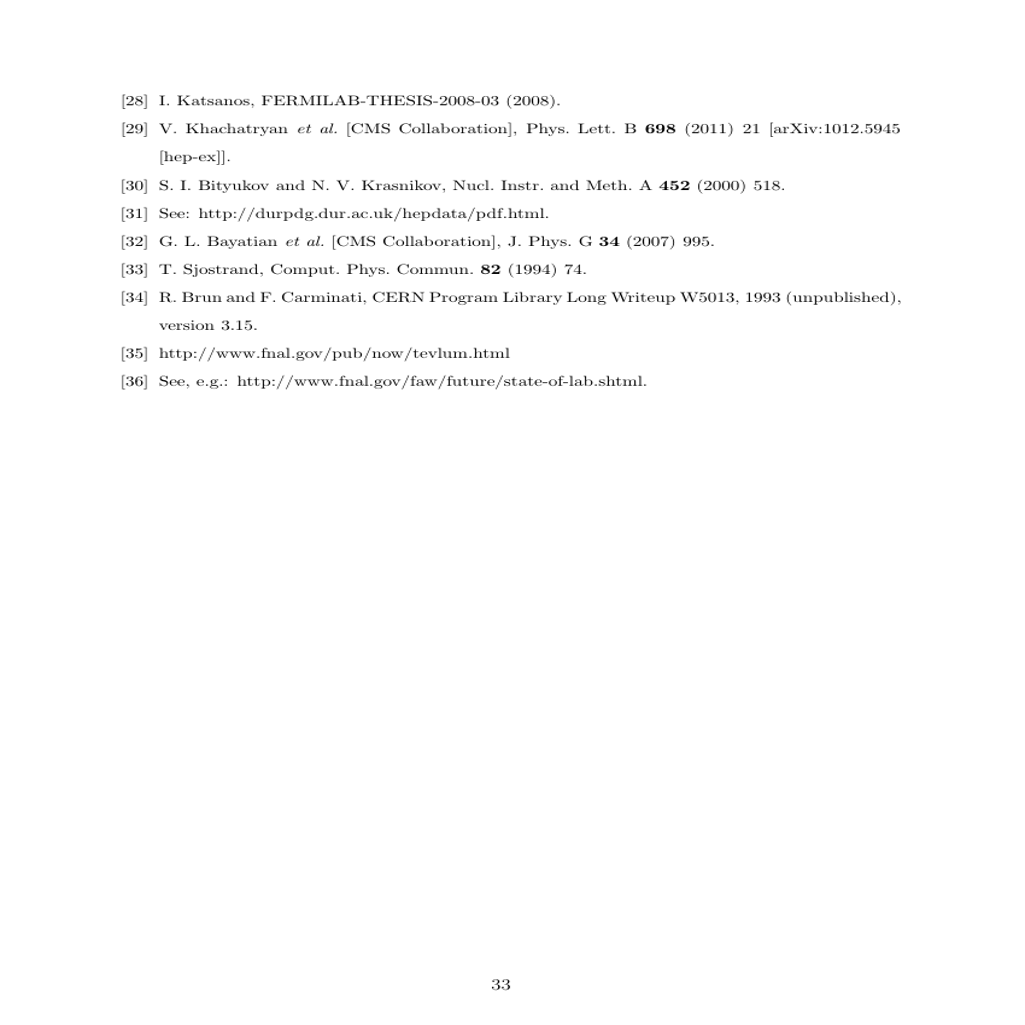 [28] I. Katsanos, FERMILAB-THESIS-2008-03 (2008).
[29] V. Khachatryan et al. [CMS Collaboration], Phys. Lett. B 698 (2011) 21 [arXiv:1012.5945
[hep-ex]].
[30] S. I. Bityukov and N. V. Krasnikov, Nucl. Instr. and Meth. A 452 (2000) 518.
[31] See: http://durpdg.dur.ac.uk/hepdata/pdf.html.
[32] G. L. Bayatian et al. [CMS Collaboration], J. Phys. G 34 (2007) 995.
[33] T. Sjostrand, Comput. Phys. Commun. 82 (1994) 74.
[34] R. Brun and F. Carminati, CERN Program Library Long Writeup W5013, 1993 (unpublished),
version 3.15.
[35] http://www.fnal.gov/pub/now/tevlum.html
[36] See, e.g.: http://www.fnal.gov/faw/future/state-of-lab.shtml.
33